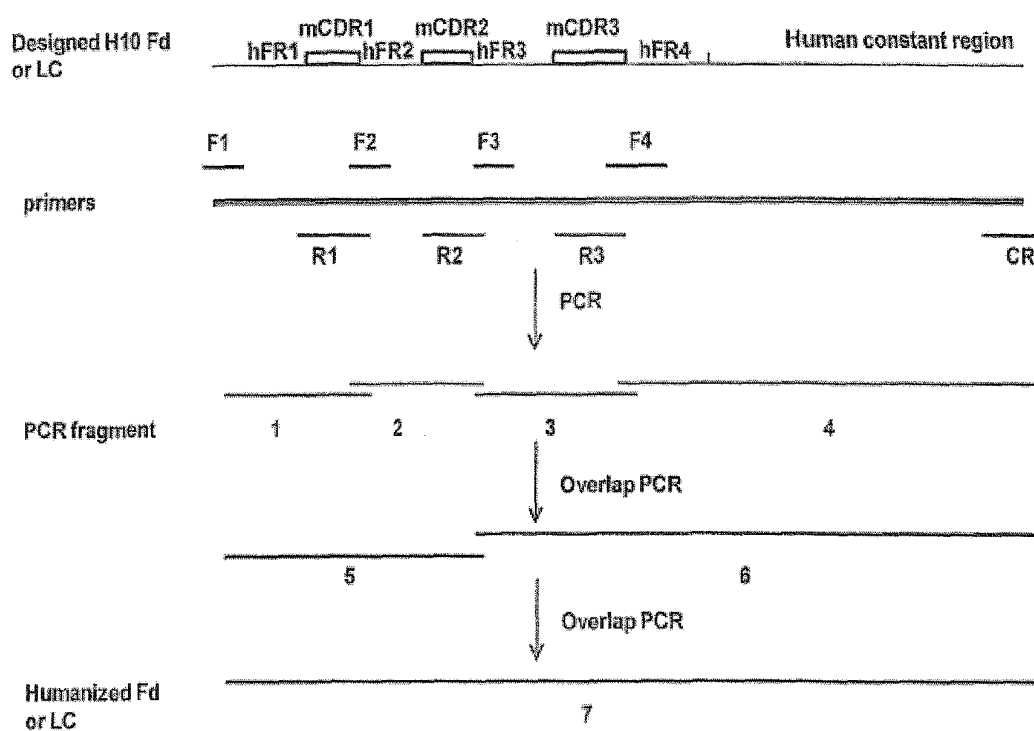 Designed H10 Fd
or LC
mCDR1 mCDR2 mCDR3
hFR1 hFR2 hFR3 hFR4
Human constant region
F1 F2 F3 F4
primers
R1 R2 R3 CR
PCR
PCR fragment
1 2 3 4
Overlap PCR
5 6
Overlap PCR
Humanized Fd
or LC
7